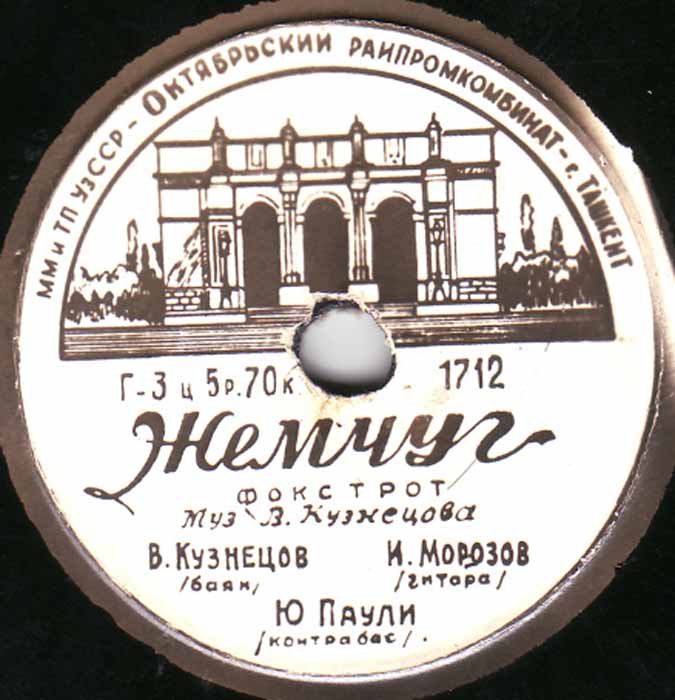 ММ и ТП УзССР - ОКТЯБРЬСКИЙ РАЙПРОМКОМБИНАТ - г. ТАШКЕНТ
Г-3 ц 5р.70к. 1712
Жемчуг
ФОКСТРОТ
Муз В. Кузнецова
В. КУЗНЕЦОВ И. МОРОЗОВ
/баян/ /гитара/
Ю ПАУЛИ
/контрабас/.